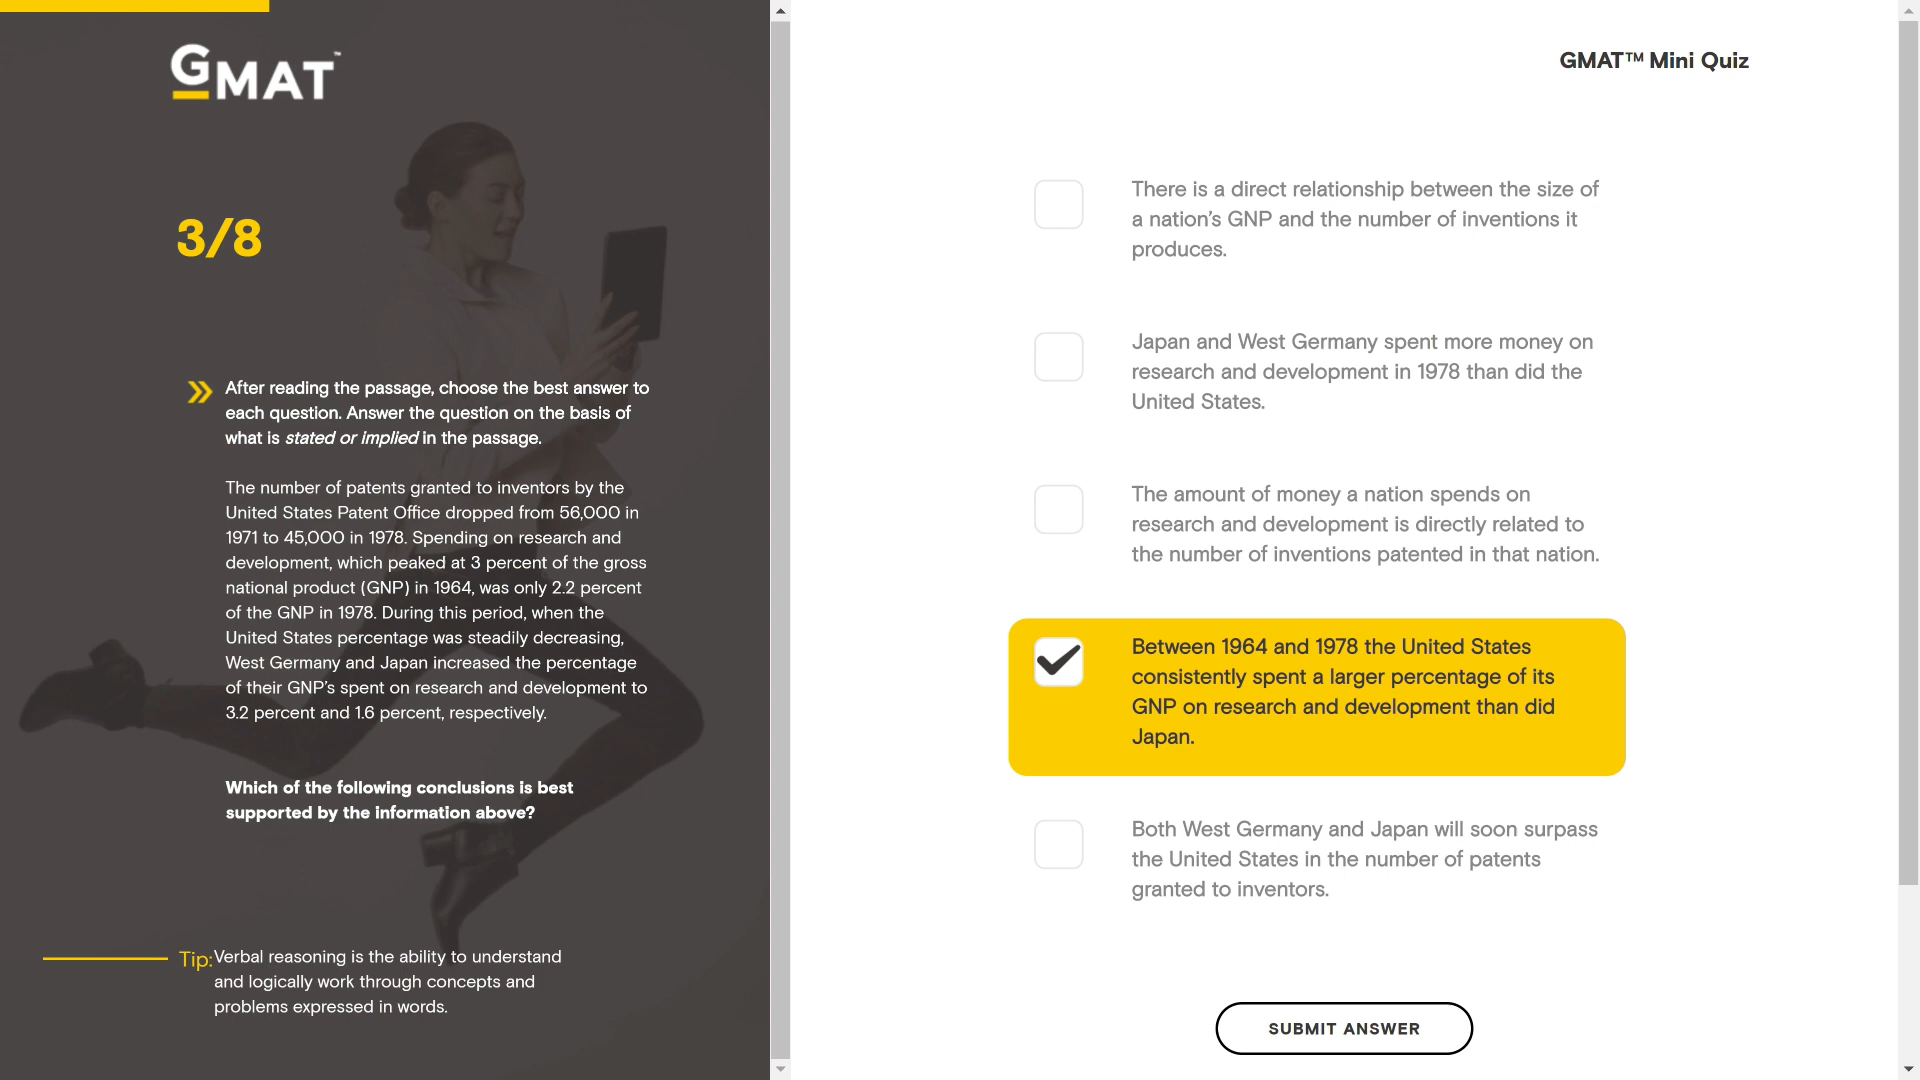 GMAT™
3/8
After reading the passage, choose the best answer to
each question. Answer the question on the basis of
what is stated or implied in the passage.
The number of patents granted to inventors by the
United States Patent Office dropped from 56,000 in
1971 to 45,000 in 1978. Spending on research and
development, which peaked at 3 percent of the gross
national product (GNP) in 1964, was only 2.2 percent
of the GNP in 1978. During this period, when the
United States percentage was steadily decreasing,
West Germany and Japan increased the percentage
of their GNP’s spent on research and development to
3.2 percent and 1.6 percent, respectively.
Which of the following conclusions is best
supported by the information above?
Tip: Verbal reasoning is the ability to understand
and logically work through concepts and
problems expressed in words.
GMAT™ Mini Quiz
There is a direct relationship between the size of
a nation’s GNP and the number of inventions it
produces.
Japan and West Germany spent more money on
research and development in 1978 than did the
United States.
The amount of money a nation spends on
research and development is directly related to
the number of inventions patented in that nation.
Between 1964 and 1978 the United States
consistently spent a larger percentage of its
GNP on research and development than did
Japan.
Both West Germany and Japan will soon surpass
the United States in the number of patents
granted to inventors.
SUBMIT ANSWER